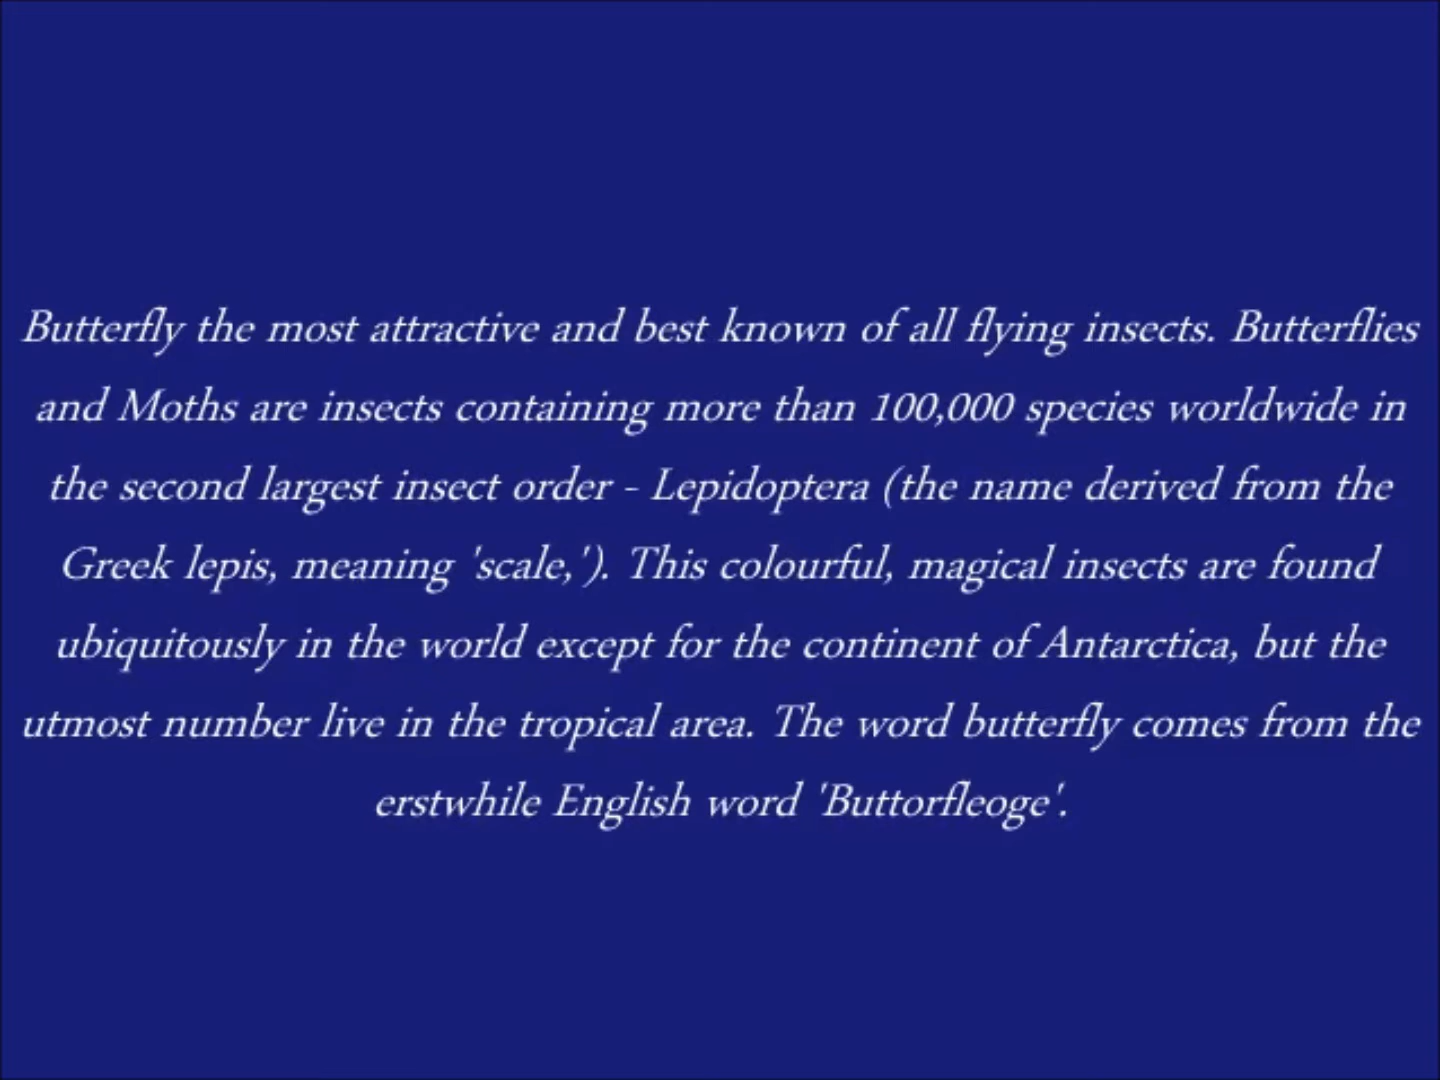 Butterfly the most attractive and best known of all flying insects. Butterflies
and Moths are insects containing more than 100,000 species worldwide in
the second largest insect order - Lepidoptera (the name derived from the
Greek lepis, meaning 'scale,'). This colourful, magical insects are found
ubiquitously in the world except for the continent of Antarctica, but the
utmost number live in the tropical area. The word butterfly comes from the
erstwhile English word 'Buttorfleoge'.